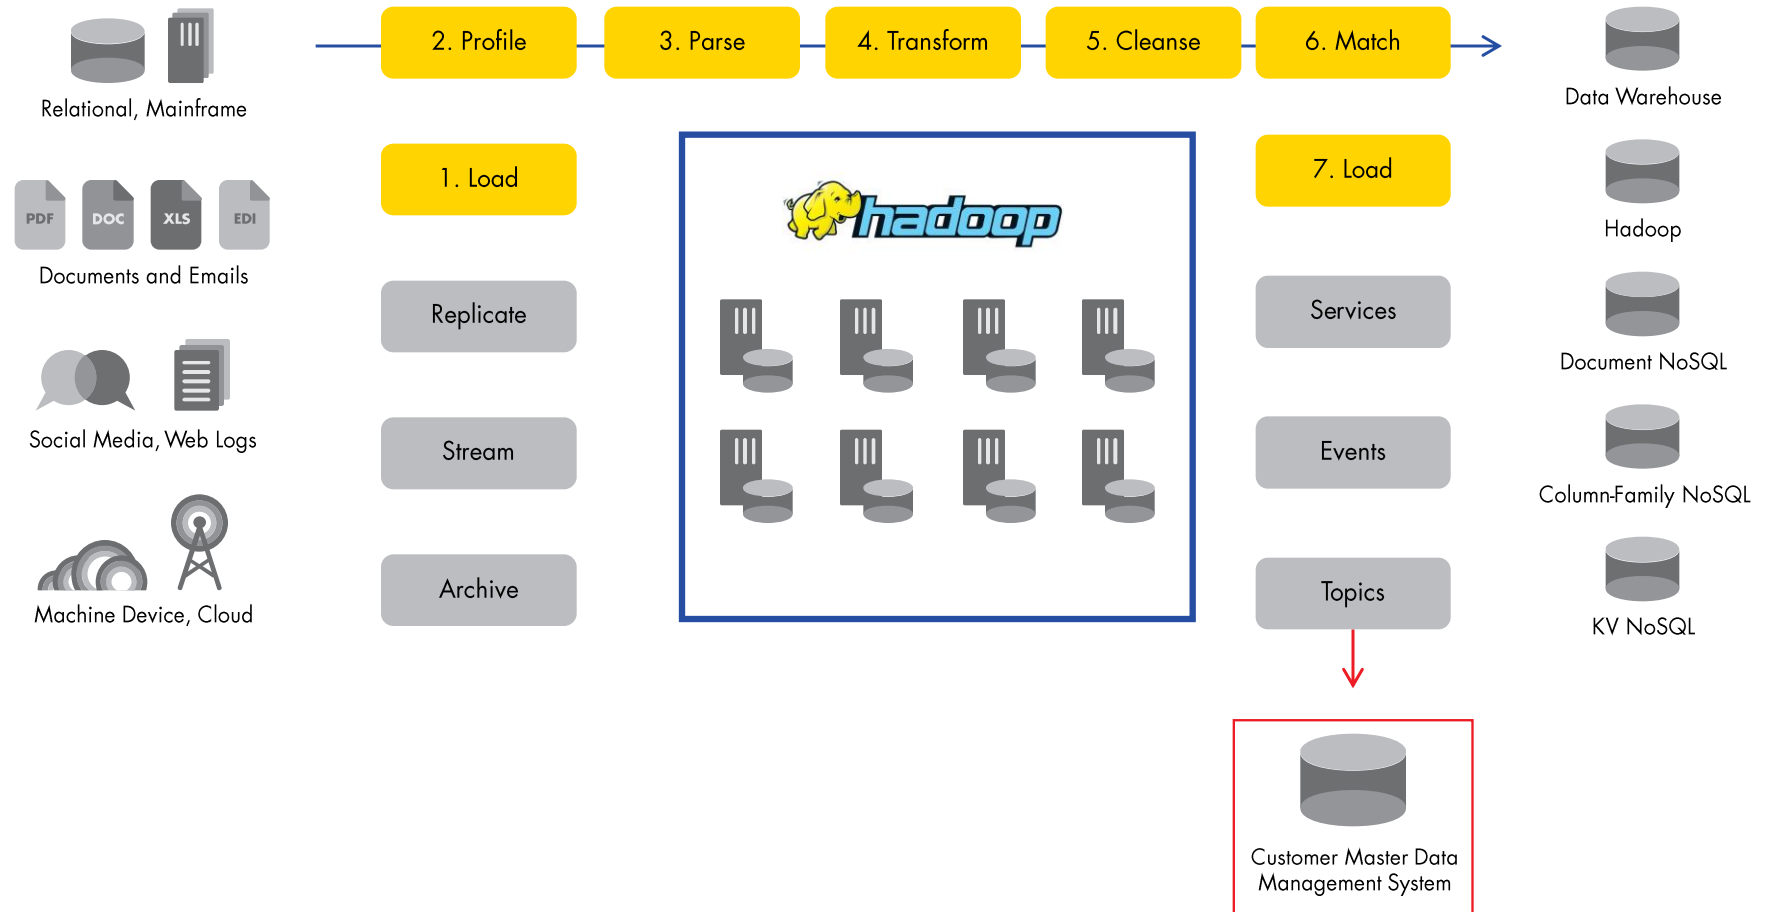 2. Profile
3. Parse
4. Transform
5. Cleanse
6. Match
Relational, Mainframe
Data Warehouse
1. Load
7. Load
PDF
DOC
XLS
EDI
Documents and Emails
hadoop
Hadoop
Replicate
Services
Document NoSQL
Social Media, Web Logs
Stream
Events
Column-Family NoSQL
Machine Device, Cloud
Archive
Topics
KV NoSQL
Customer Master Data
Management System